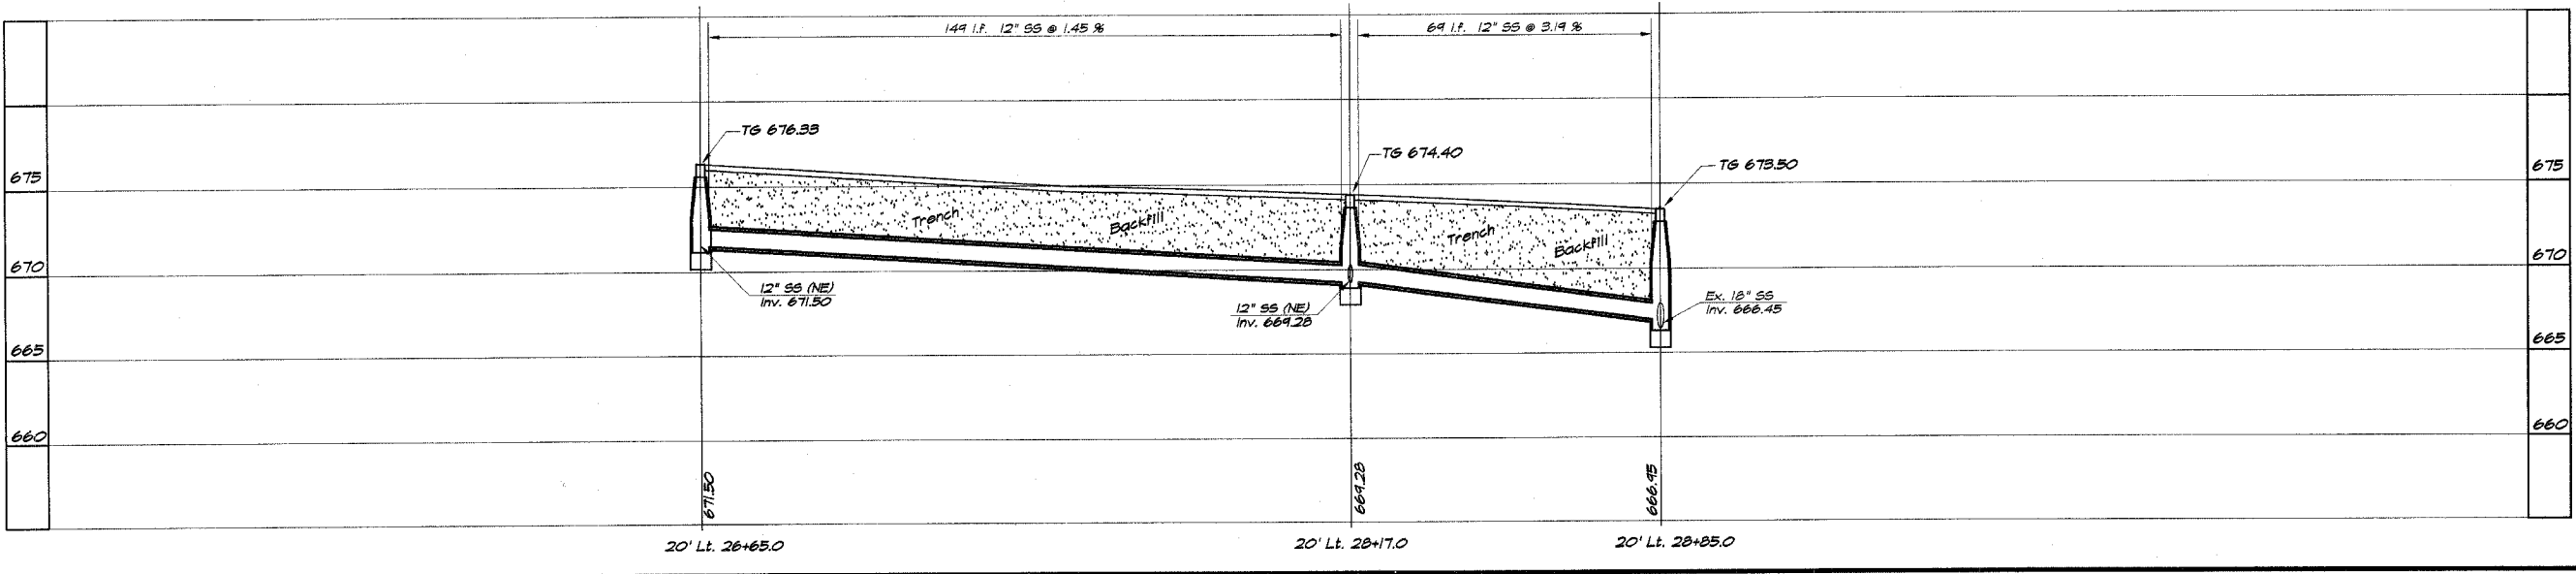 149 l.f. 12" SS @ 1.45 %
69 l.f. 12" SS @ 3.19 %
TG 676.33
TG 674.40
TG 673.50
675
675
Trench
Backfill
Trench
Backfill
670
670
12" SS (NE)
Inv. 671.50
12" SS (NE)
Inv. 669.28
Ex. 18" SS
Inv. 666.45
665
665
660
660
671.50
669.28
666.95
20' Lt. 26+65.0
20' Lt. 28+17.0
20' Lt. 28+85.0